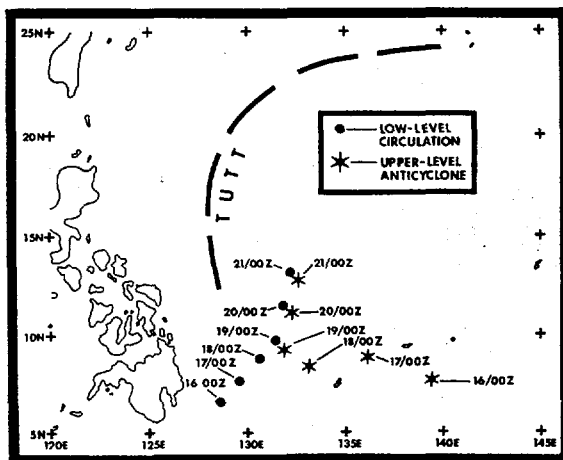 25N
20N
15N
10N
5N
120E
125E
130E
135E
140E
145E
TUTT
LOW-LEVEL
CIRCULATION
UPPER-LEVEL
ANTICYCLONE
21/00Z
21/00Z
20/00Z
20/00Z
19/00Z
19/00Z
18/00Z
18/00Z
17/00Z
17/00Z
16 00Z
16/00Z